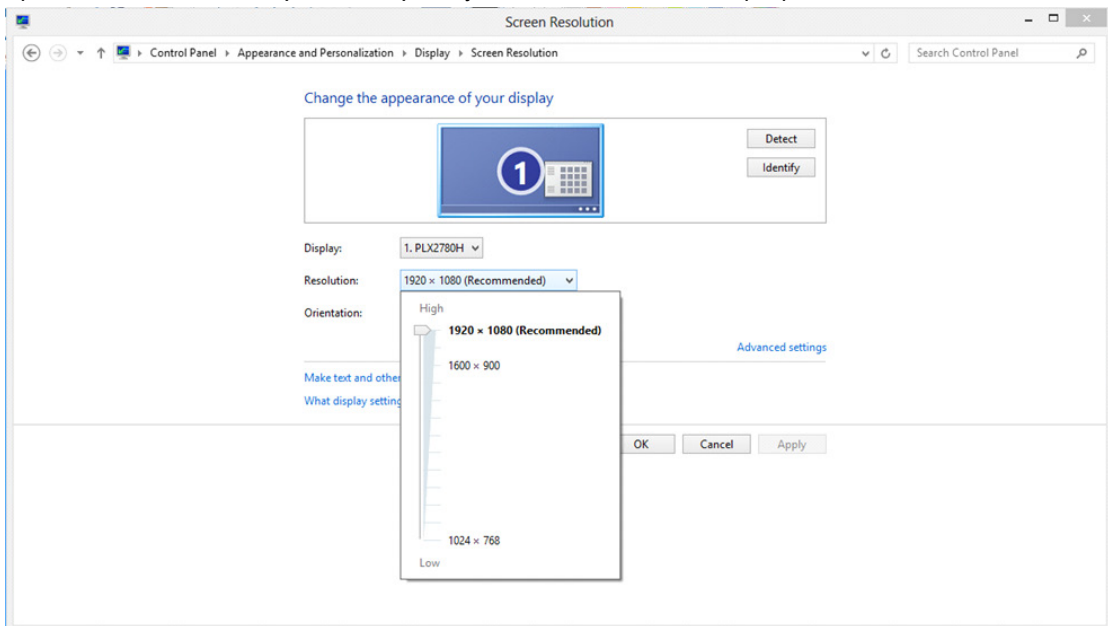 Screen Resolution
Control Panel Appearance and Personalization Display Screen Resolution
Search Control Panel
Change the appearance of your display
1
Detect
Identify
Display:
1. PLX2780H
Resolution:
1920 × 1080 (Recommended)
Orientation:
High
1920 × 1080 (Recommended)
1600 × 900
Advanced settings
Make text and other
What display setting
OK Cancel Apply
1024 × 768
Low